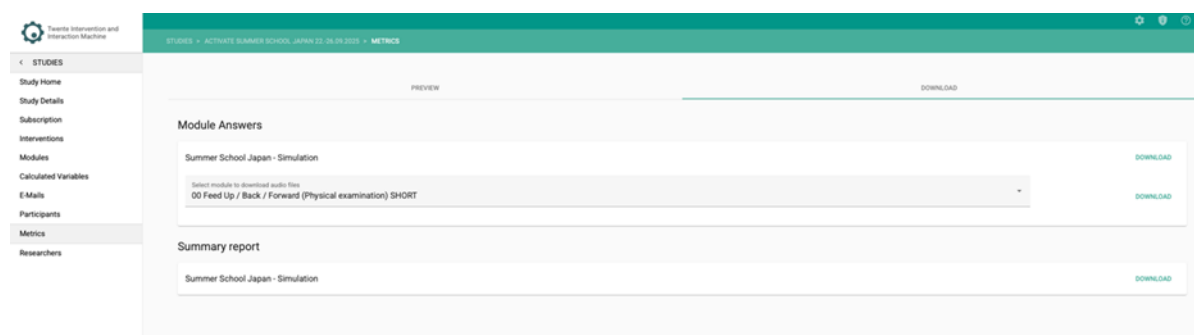 Twente Intervention and
Interaction Machine
STUDIES > ACTIVATE SUMMER SCHOOL JAPAN 22.-26.09.2025 > METRICS
< STUDIES
Study Home
Study Details
Subscription
Interventions
Modules
Calculated Variables
E-Mails
Participants
Metrics
Researchers
PREVIEW
DOWNLOAD
Module Answers
Summer School Japan - Simulation
DOWNLOAD
Select module to download audio files
00 Feed Up / Back / Forward (Physical examination) SHORT
DOWNLOAD
Summary report
Summer School Japan - Simulation
DOWNLOAD